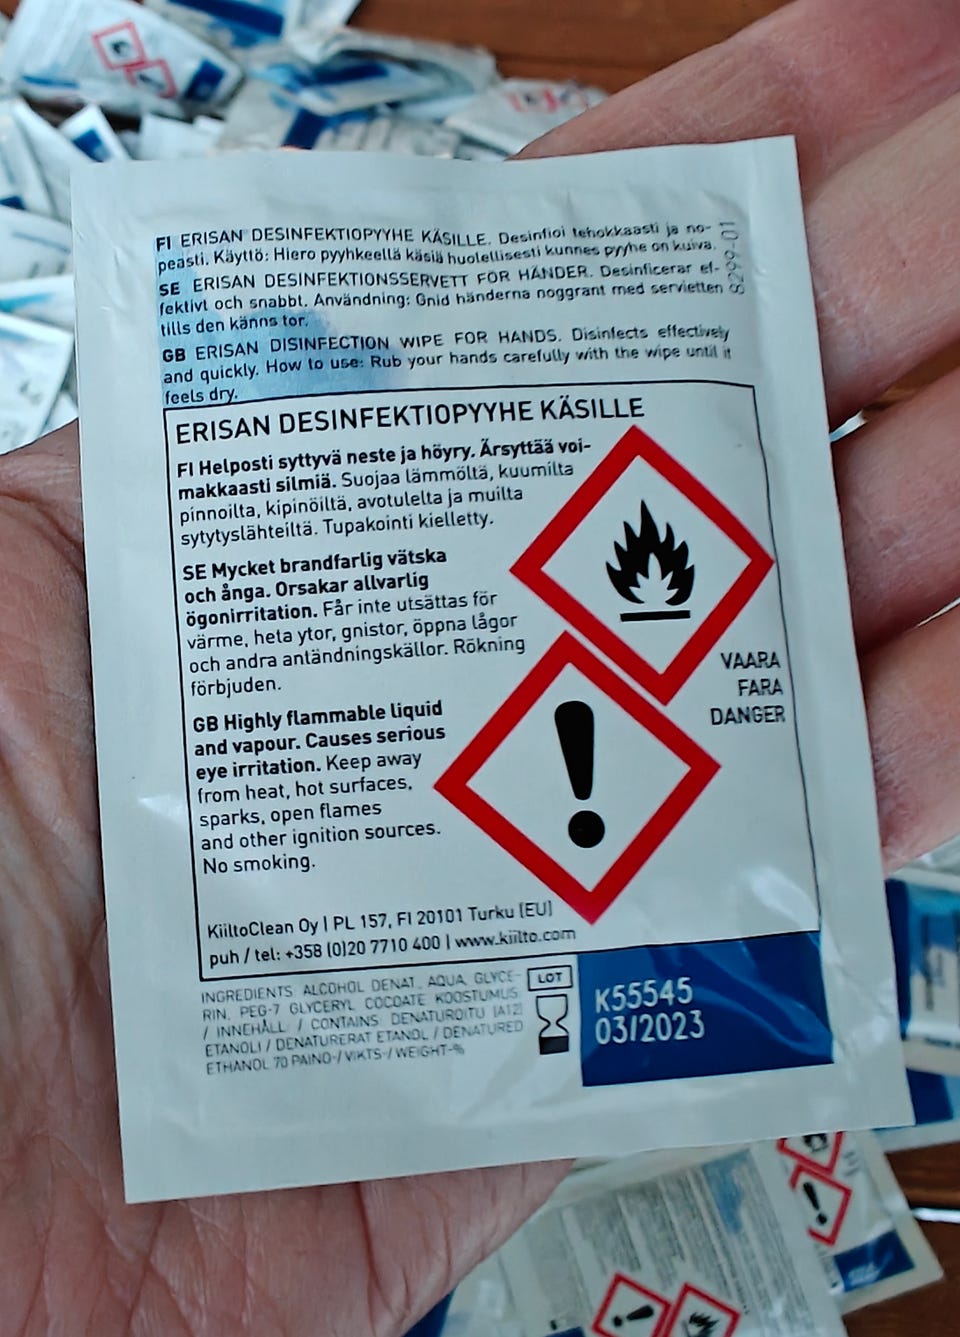 FI ERISAN DESINFEKTIOPYYHE KÄSILLE. Desinfioi tehokkaasti ja no-
peasti. Käyttö: Hiero pyyhkeellä käsiä huolellisesti kunnes pyyhe on kuiva.
SE ERISAN DESINFEKTIONSSERVETT FÖR HÄNDER. Desinficerar ef-
fektivt och snabbt. Användning: Gnid händerna noggrant med servietten
tills den känns torr.
GB ERISAN DISINFECTION WIPE FOR HANDS. Disinfects effectively
and quickly. How to use: Rub your hands carefully with the wipe until it
feels dry.
8299-01
ERISAN DESINFEKTIOPYYHE KÄSILLE
FI Helposti syttyvä neste ja höyry. Ärsyttää voi-
makkaasti silmiä. Suojaa lämmöltä, kuumilta
pinnoilta, kipinöiltä, avotulelta ja muilta
sytytyslähteiltä. Tupakointi kielletty.
SE Mycket brandfarlig vätska
och ånga. Orsakar allvarlig
ögonirritation. Får inte utsättas för
värme, heta ytor, gnistor, öppna lågor
och andra antändningskällor. Rökning
förbjuden.
GB Highly flammable liquid
and vapour. Causes serious
eye irritation. Keep away
from heat, hot surfaces,
sparks, open flames
and other ignition sources.
No smoking.
VAARA
FARA
DANGER
KiiltoClean Oy | PL 157, FI 20101 Turku (EU)
puh / tel: +358 (0)20 7710 400 | www.kiilto.com
INGREDIENTS: ALCOHOL DENAT., AQUA, GLYCE-
RIN, PEG-7 GLYCERYL COCOATE KOOSTUMUS
/ INNEHÅLL / CONTAINS: DENATUROITU (A12)
ETANOLI / DENATURERAT ETANOL / DENATURED
ETHANOL 70 PAINO-/ VIKTS-/ WEIGHT-%
LOT
K55545
03/2023